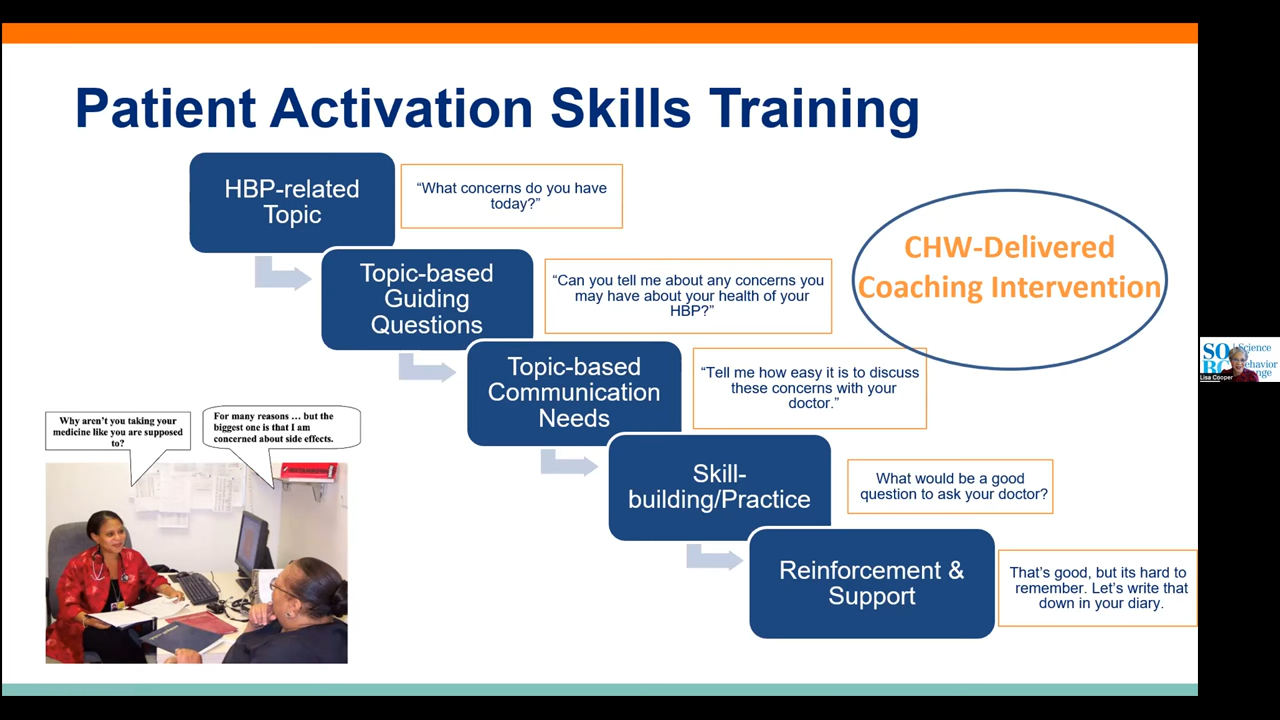 Patient Activation Skills Training
HBP-related
Topic
“What concerns do you have
today?”
Topic-based
Guiding
Questions
“Can you tell me about any concerns you
may have about your health of your
HBP?”
CHW-Delivered
Coaching Intervention
Topic-based
Communication
Needs
“Tell me how easy it is to discuss
these concerns with your
doctor.”
Skill-
building/Practice
What would be a good
question to ask your doctor?
Reinforcement &
Support
That’s good, but its hard to
remember. Let’s write that
down in your diary.
Why aren’t you taking your
medicine like you are supposed
to?
For many reasons … but the
biggest one is that I am
concerned about side effects.
Science
Lisa Cooper